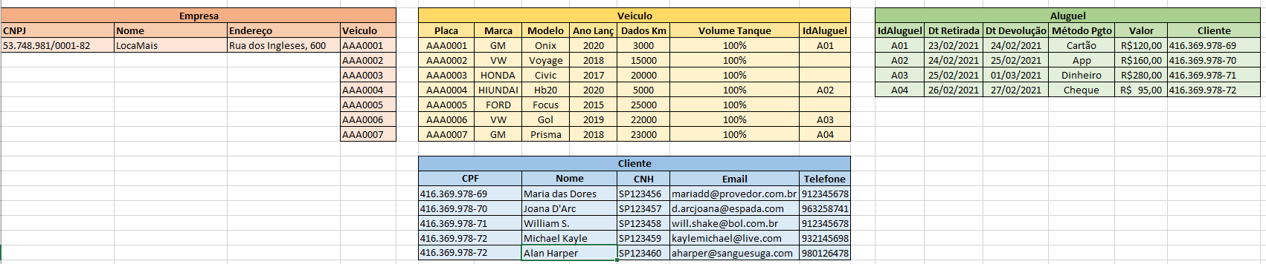 Empresa
CNPJ Nome Endereço Veiculo
53.748.981/0001-82 LocaMais Rua dos Ingleses, 600 AAA0001
AAA0002
AAA0003
AAA0004
AAA0005
AAA0006
AAA0007
Veiculo
Placa Marca Modelo Ano Lanç Dados Km Volume Tanque IdAluguel
AAA0001 GM Onix 2020 3000 100% A01
AAA0002 VW Voyage 2018 15000 100%
AAA0003 HONDA Civic 2017 20000 100%
AAA0004 HIUNDAI Hb20 2020 5000 100% A02
AAA0005 FORD Focus 2015 25000 100%
AAA0006 VW Gol 2019 22000 100% A03
AAA0007 GM Prisma 2018 23000 100% A04
Aluguel
IdAluguel Dt Retirada Dt Devolução Método Pgto Valor Cliente
A01 23/02/2021 24/02/2021 Cartão R$120,00 416.369.978-69
A02 24/02/2021 25/02/2021 App R$160,00 416.369.978-70
A03 25/02/2021 01/03/2021 Dinheiro R$280,00 416.369.978-71
A04 26/02/2021 27/02/2021 Cheque R$ 95,00 416.369.978-72
Cliente
CPF Nome CNH Email Telefone
416.369.978-69 Maria das Dores SP123456 mariadd@provedor.com.br 912345678
416.369.978-70 Joana D'Arc SP123457 d.arcjoana@espada.com 963258741
416.369.978-71 William S. SP123458 will.shake@bol.com.br 912345678
416.369.978-72 Michael Kayle SP123459 kaylemichael@live.com 932145698
416.369.978-72 Alan Harper SP123460 aharper@sanguesuga.com 980126478